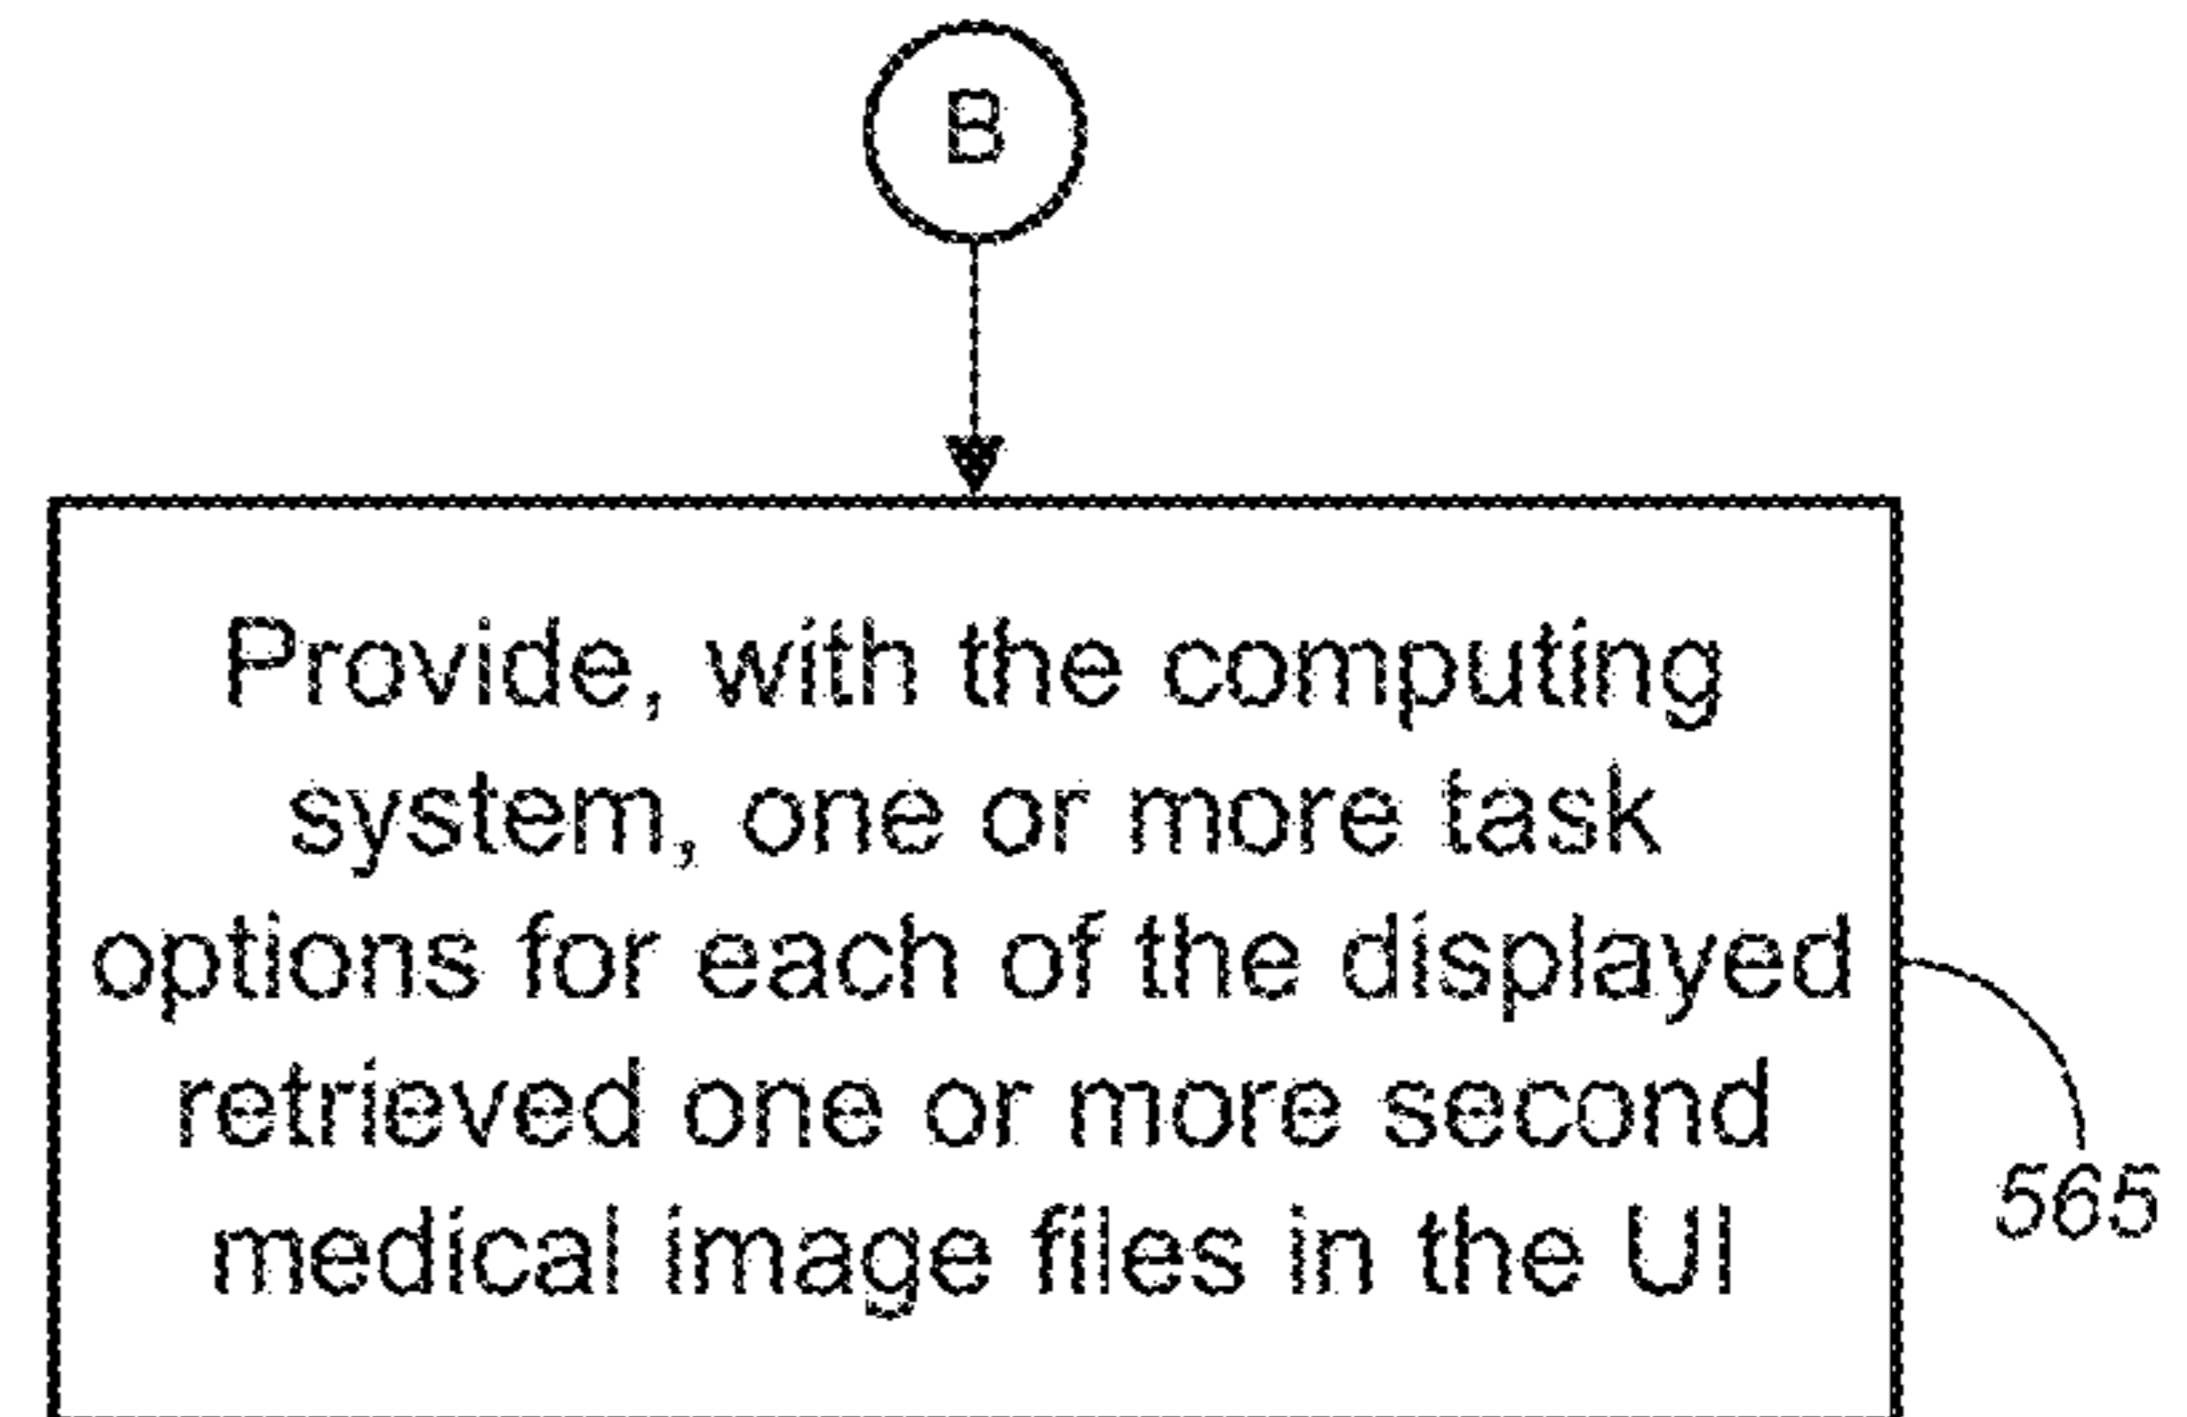 B
Provide, with the computing
system, one or more task
options for each of the displayed
retrieved one or more second
medical image files in the UI
565